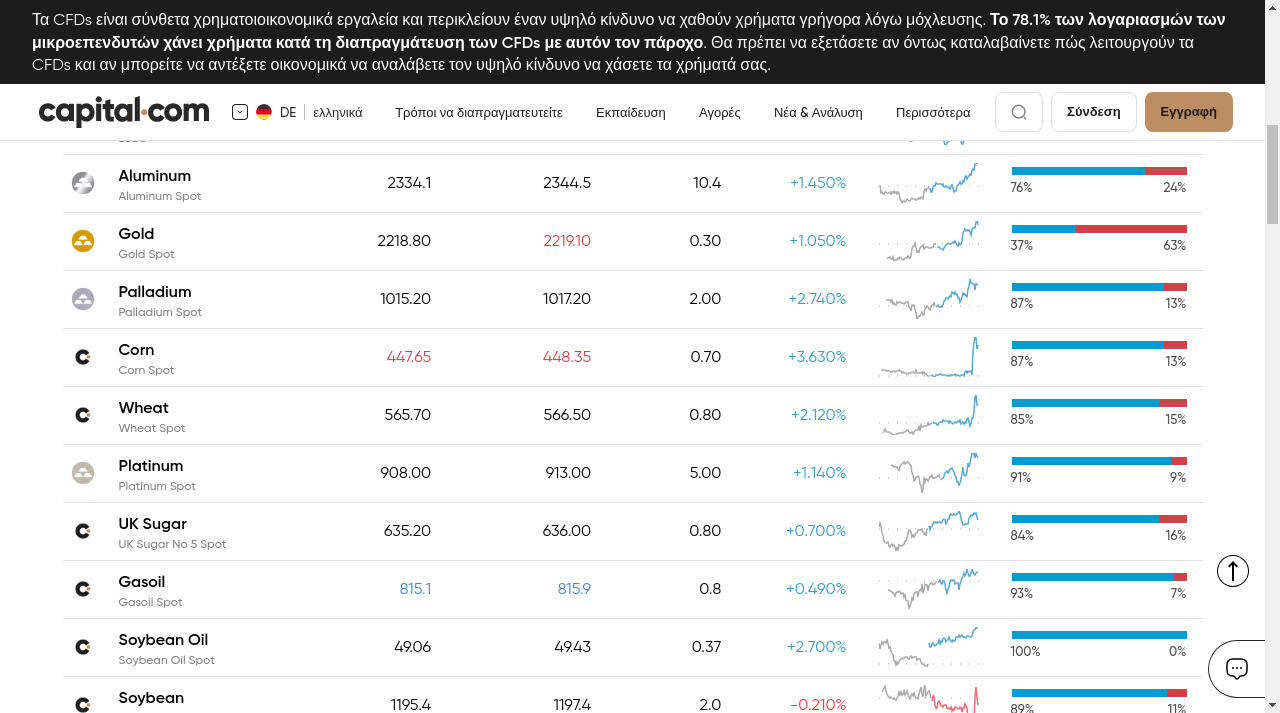 Τα CFDs είναι σύνθετα χρηματοιοικονομικά εργαλεία και περικλείουν έναν υψηλό κίνδυνο να χαθούν χρήματα γρήγορα λόγω μόχλευσης. Το 78.1% των λογαριασμών των
μικροεπενδυτών χάνει χρήματα κατά τη διαπραγμάτευση των CFDs με αυτόν τον πάροχο. Θα πρέπει να εξετάσετε αν όντως καταλαβαίνετε πώς λειτουργούν τα
CFDs και αν μπορείτε να αντέξετε οικονομικά να αναλάβετε τον υψηλό κίνδυνο να χάσετε τα χρήματά σας.
capital.com DE ελληνικά Τρόποι να διαπραγματευτείτε Εκπαίδευση Αγορές Νέα & Ανάλυση Περισσότερα Σύνδεση Εγγραφή
Aluminum 2334.1 2344.5 10.4 +1.450% 76% 24%
Aluminum Spot
Gold 2218.80 2219.10 0.30 +1.050% 37% 63%
Gold Spot
Palladium 1015.20 1017.20 2.00 +2.740% 87% 13%
Palladium Spot
Corn 447.65 448.35 0.70 +3.630% 87% 13%
Corn Spot
Wheat 565.70 566.50 0.80 +2.120% 85% 15%
Wheat Spot
Platinum 908.00 913.00 5.00 +1.140% 91% 9%
Platinum Spot
UK Sugar 635.20 636.00 0.80 +0.700% 84% 16%
UK Sugar No 5 Spot
Gasoil 815.1 815.9 0.8 +0.490% 93% 7%
Gasoil Spot
Soybean Oil 49.06 49.43 0.37 +2.700% 100% 0%
Soybean Oil Spot
Soybean 1195.4 1197.4 2.0 -0.210% 89% 11%